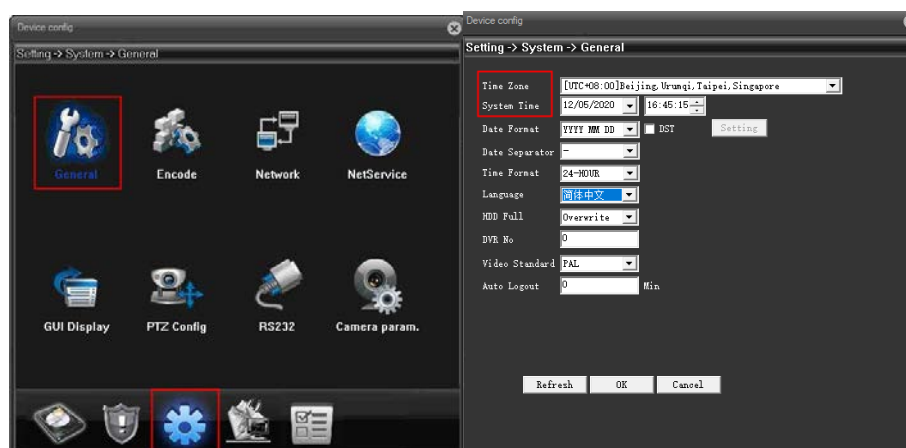 Device config
Setting -> System -> General
General
Encode
Network
NetService
GUI Display
PTZ Config
RS232
Camera param.
Device config
Setting -> System -> General
Time Zone [UTC+08:00]Beijing,Urumqi,Taipei,Singapore
System Time 12/05/2020 16:45:15
Date Format YYYY MM DD DST Setting
Date Separator -
Time Format 24-HOUR
Language 简体中文
HDD Full Overwrite
DVR No 0
Video Standard PAL
Auto Logout 0 Min
Refresh OK Cancel